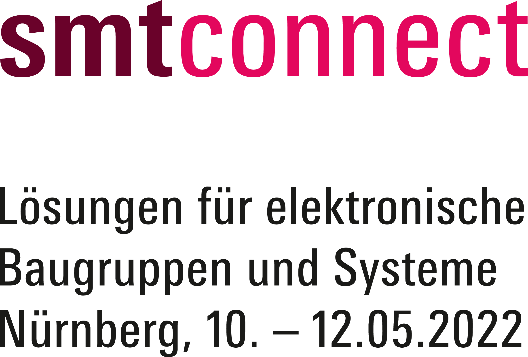 smtconnect
Lösungen für elektronische
Baugruppen und Systeme
Nürnberg, 10. – 12.05.2022